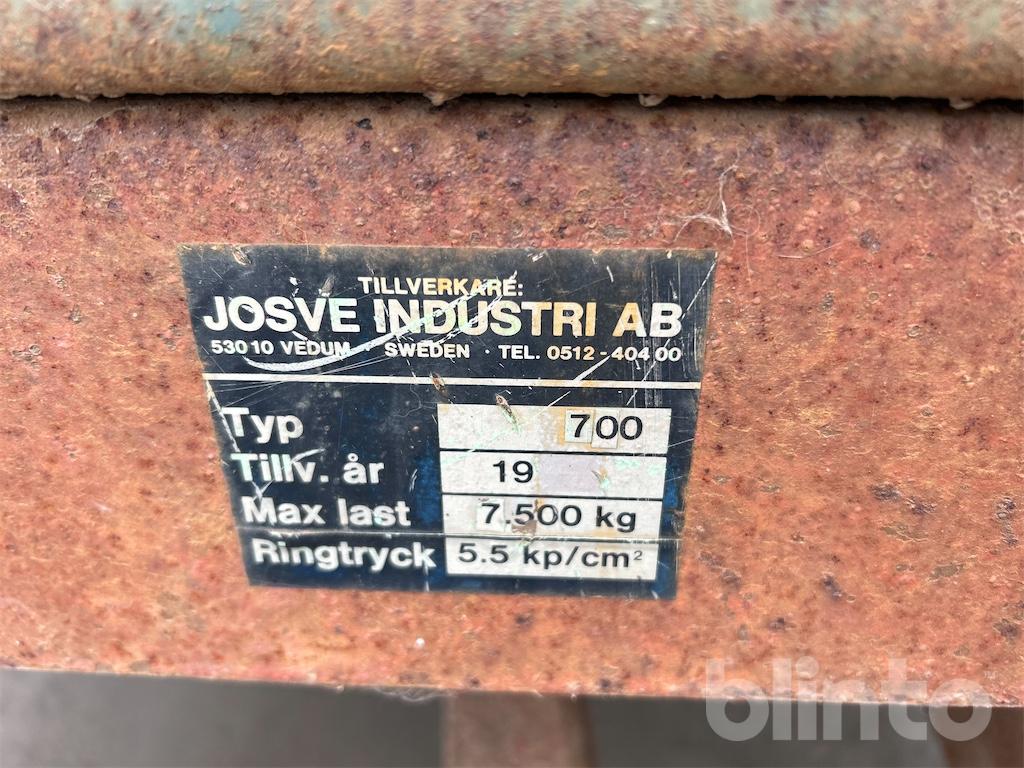 TILLVERKARE:
JOSVE INDUSTRI AB
530 10 VEDUM · SWEDEN · TEL. 0512-404 00
Typ 700
Tillv. år 19
Max last 7.500 kg
Ringtryck 5.5 kp/cm²
blinto